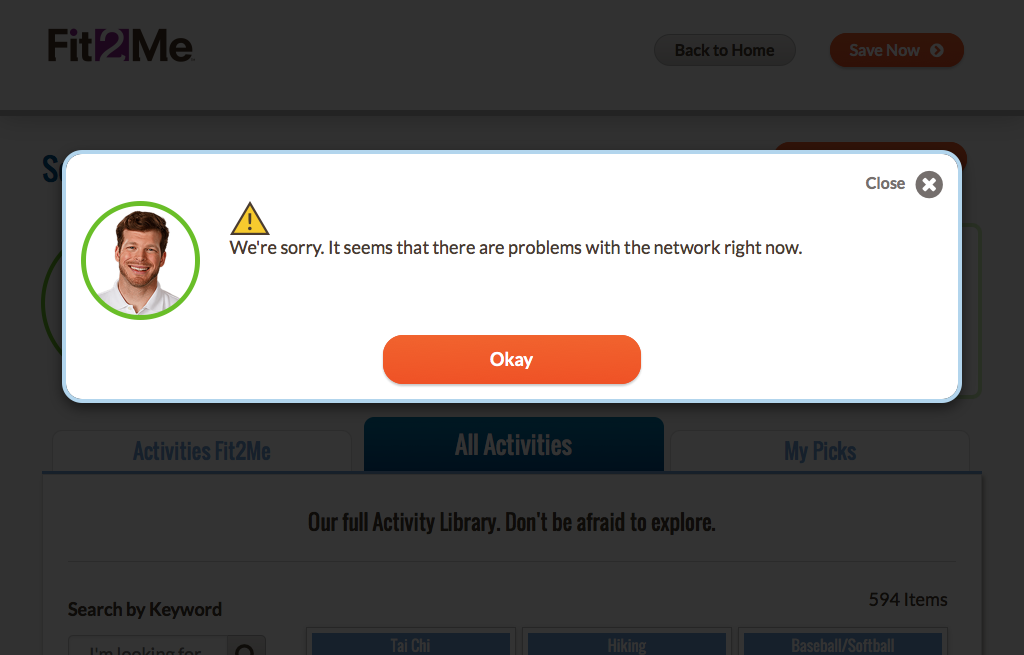 Fit2Me
Back to Home
Save Now
Close
We're sorry. It seems that there are problems with the network right now.
Okay
Activities Fit2Me
All Activities
My Picks
Our full Activity Library. Don't be afraid to explore.
594 Items
Search by Keyword
I'm looking for
Tai Chi
Hiking
Baseball/Softball